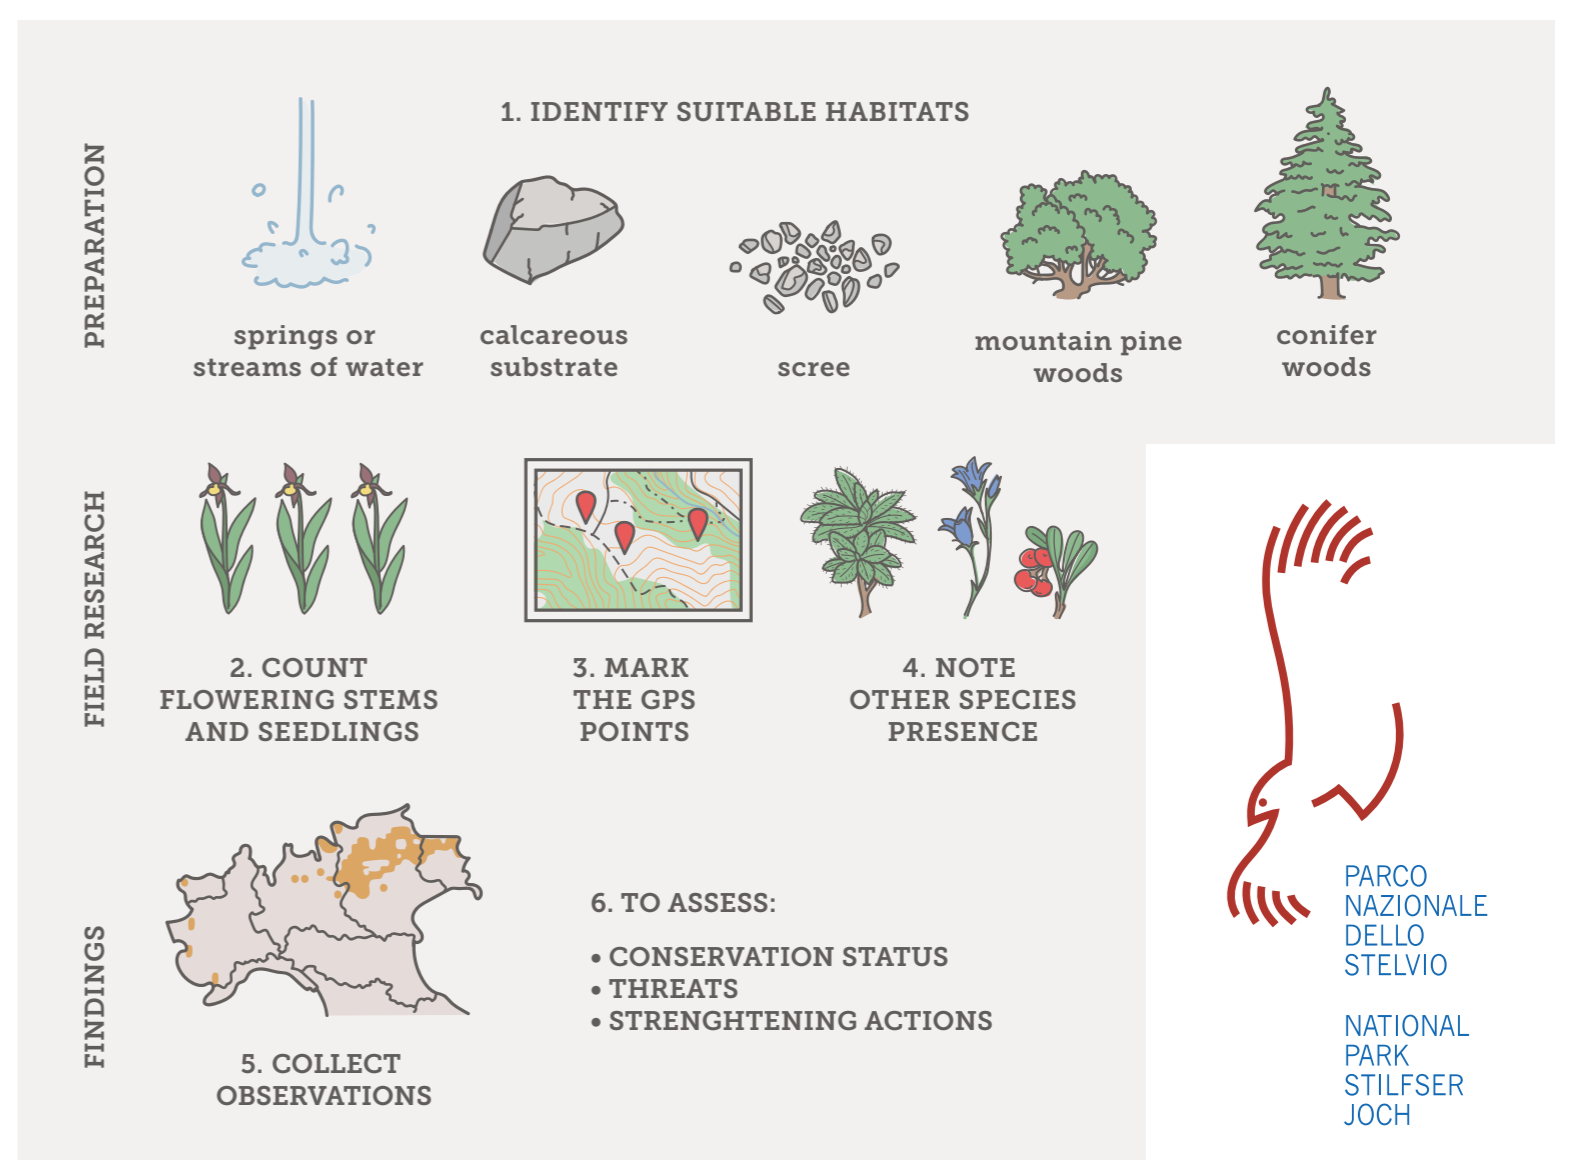 PREPARATION
1. IDENTIFY SUITABLE HABITATS
springs or
streams of water
calcareous
substrate
scree
mountain pine
woods
conifer
woods
FIELD RESEARCH
2. COUNT
FLOWERING STEMS
AND SEEDLINGS
3. MARK
THE GPS
POINTS
4. NOTE
OTHER SPECIES
PRESENCE
FINDINGS
5. COLLECT
OBSERVATIONS
6. TO ASSESS:
• CONSERVATION STATUS
• THREATS
• STRENGHTENING ACTIONS
PARCO
NAZIONALE
DELLO
STELVIO
NATIONAL
PARK
STILFSER
JOCH